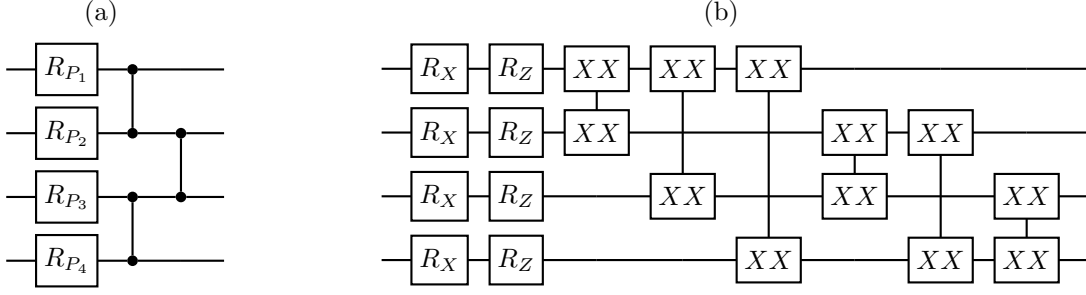 (a) (b)
R_{P_1} R_X R_Z XX XX XX
R_{P_2} R_X R_Z XX XX XX
R_{P_3} R_X R_Z XX XX XX
R_{P_4} R_X R_Z XX XX XX